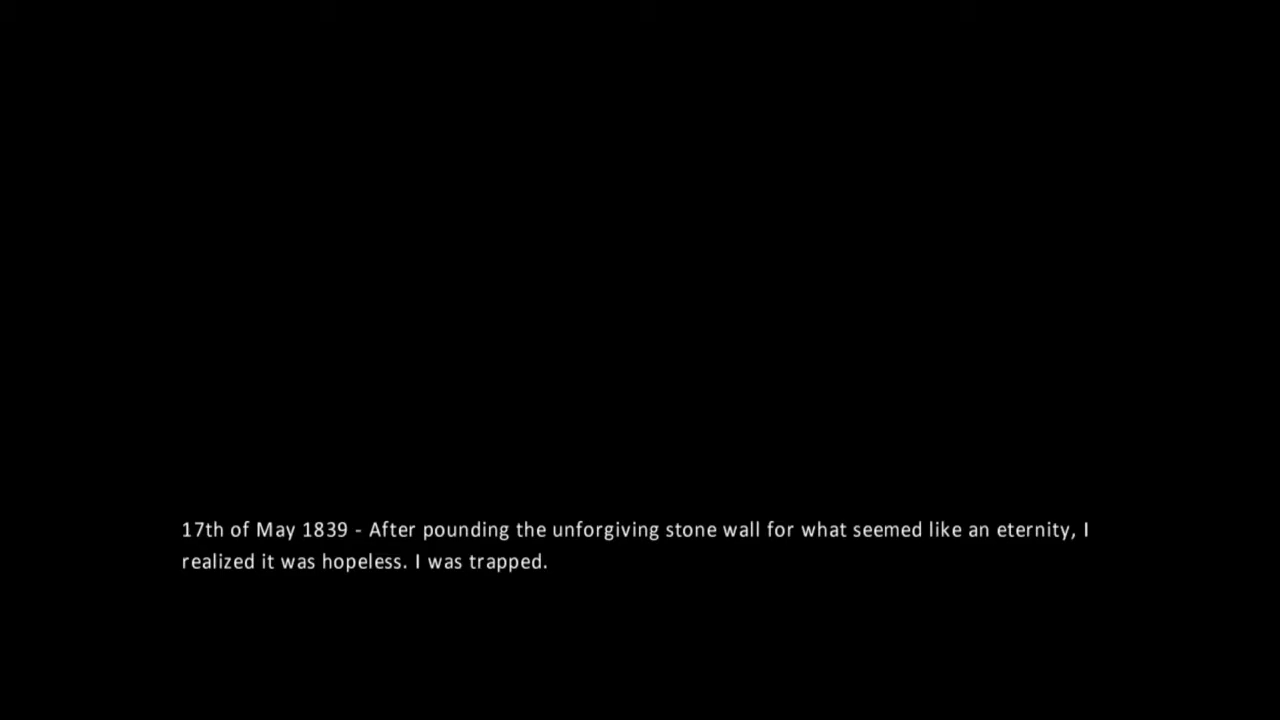 17th of May 1839 - After pounding the unforgiving stone wall for what seemed like an eternity, I
realized it was hopeless. I was trapped.